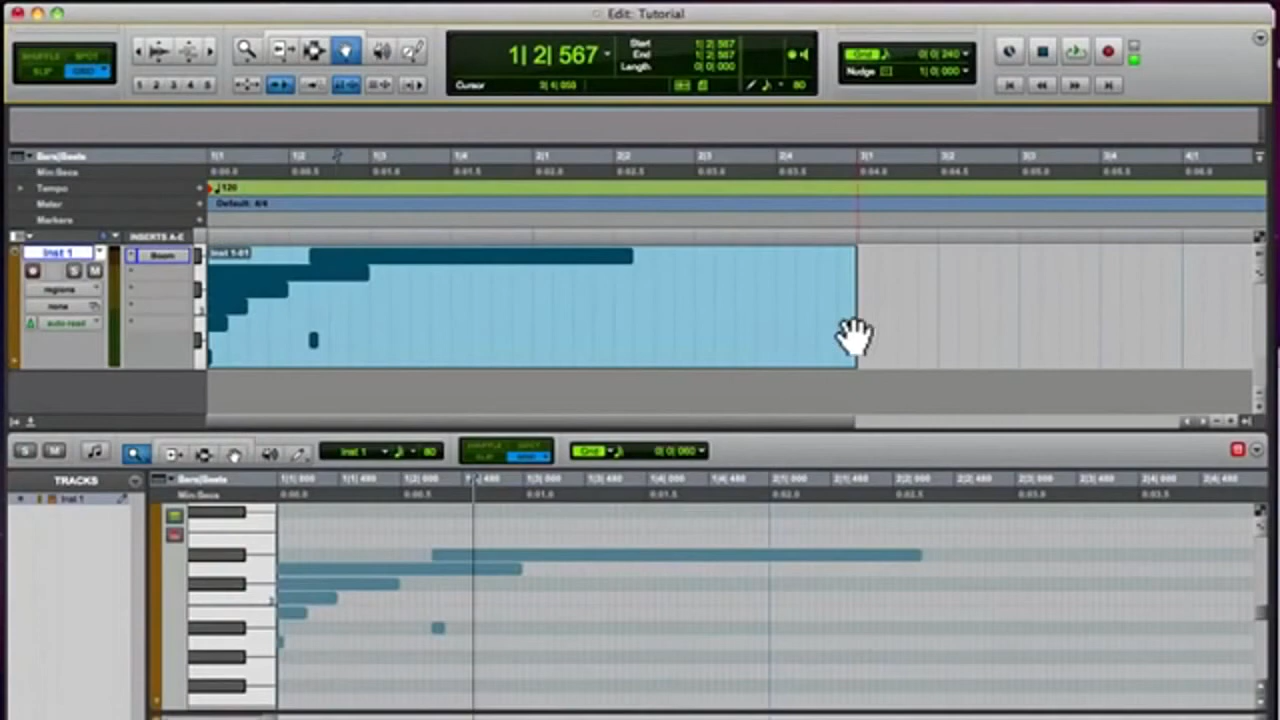 Edit: Tutorial
SHUFFLE SPOT
SLIP GRID
1 2 3 4 5
1| 2| 567
Start 1| 2| 567
End 1| 2| 567
Length 0| 0| 000
Cursor
80
Grid 0| 0| 240
Nudge 1| 0| 000
Bars|Beats 1|1 1|2 1|3 1|4 2|1 2|2 2|3 2|4 3|1 3|2 3|3 3|4 4|1
Min:Secs 0:00.0 0:00.5 0:01.0 0:01.5 0:02.0 0:02.5 0:03.0 0:03.5 0:04.0 0:04.5 0:05.0 0:05.5 0:06.0
Tempo 120
Meter Default: 4/4
Markers
INSERTS A-E
Inst 1 Boom Inst 1-01
S M
regions
none
auto read
S M Inst 1 80 SHUFFLE SPOT Grid 0| 0| 060
SLIP GRID
TRACKS Bars|Beats 1|1| 000 1|1| 480 1|2| 000 480 1|3| 000 1|3| 480 1|4| 000 1|4| 480 2|1| 000 2|1| 480 2|2| 000 2|2| 480 2|3| 000 2|3| 480 2|4| 000 2|4| 480
Min:Secs 0:00.0 0:00.5 0:01.0 0:01.5 0:02.0 0:02.5 0:03.0 0:03.5
Inst 1